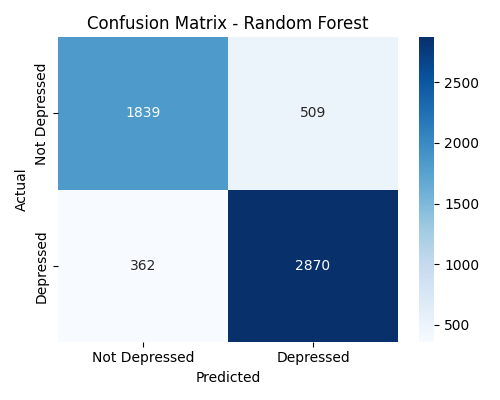 Confusion Matrix - Random Forest
Actual
Not Depressed
1839
509
Depressed
362
2870
Not Depressed
Depressed
Predicted
2500
2000
1500
1000
500